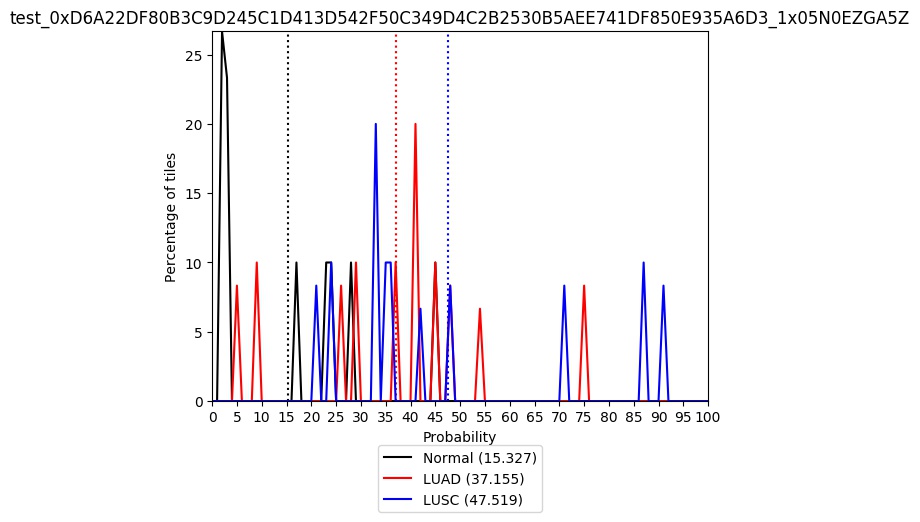 test_0xD6A22DF80B3C9D245C1D413D542F50C349D4C2B2530B5AEE741DF850E935A6D3_1x05N0EZGA5Z
25
20
15
10
5
0
Percentage of tiles
0 5 10 15 20 25 30 35 40 45 50 55 60 65 70 75 80 85 90 95 100
Probability
Normal (15.327)
LUAD (37.155)
LUSC (47.519)